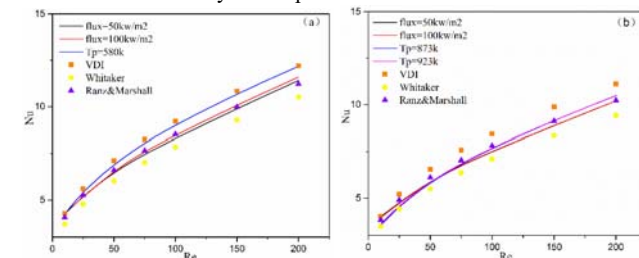 (a)
flux=50kw/m2
flux=100kw/m2
Tp=580k
VDI
Whitaker
Ranz&Marshall
Nu
15
10
5
0 50 100 150 200
Re
(b)
flux=50kw/m2
flux=100kw/m2
Tp=873k
Tp=923k
VDI
Whitaker
Ranz&Marshall
Nu
15
10
5
0 50 100 150 200
Re